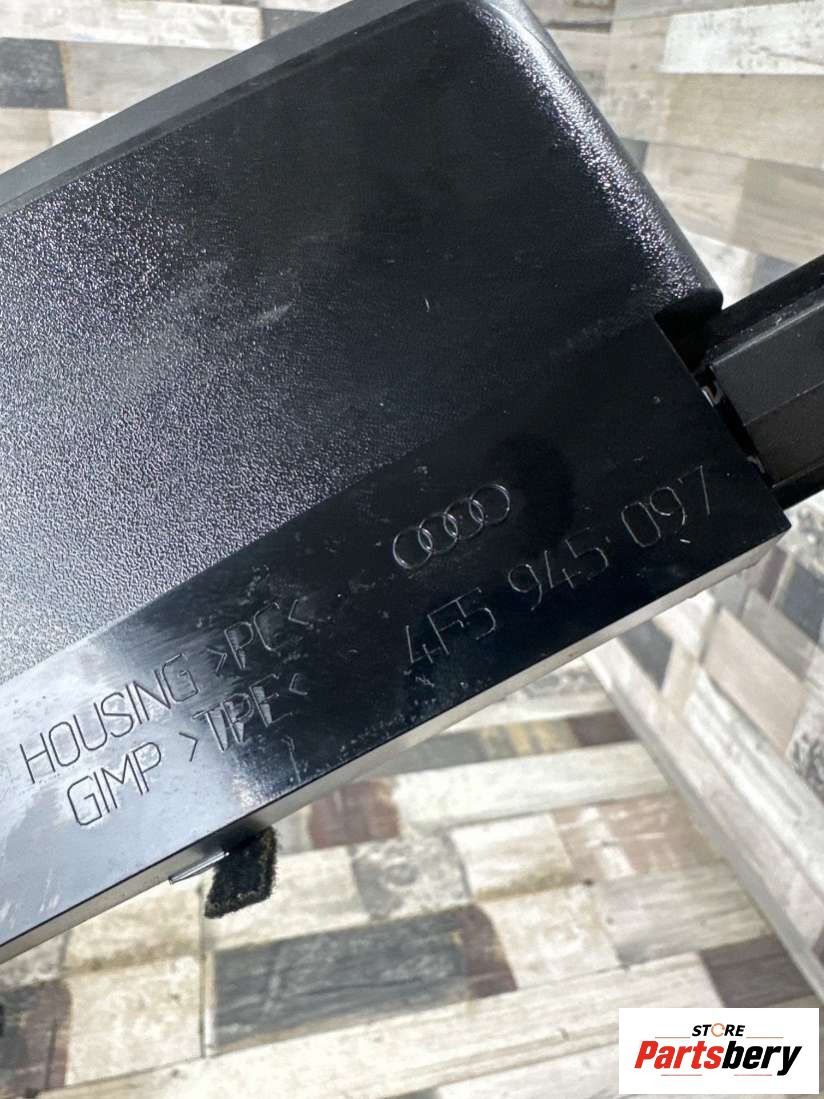 4F5 945 097
HOUSING >PC<
GIMP >TPE<
STORE
Partsbery